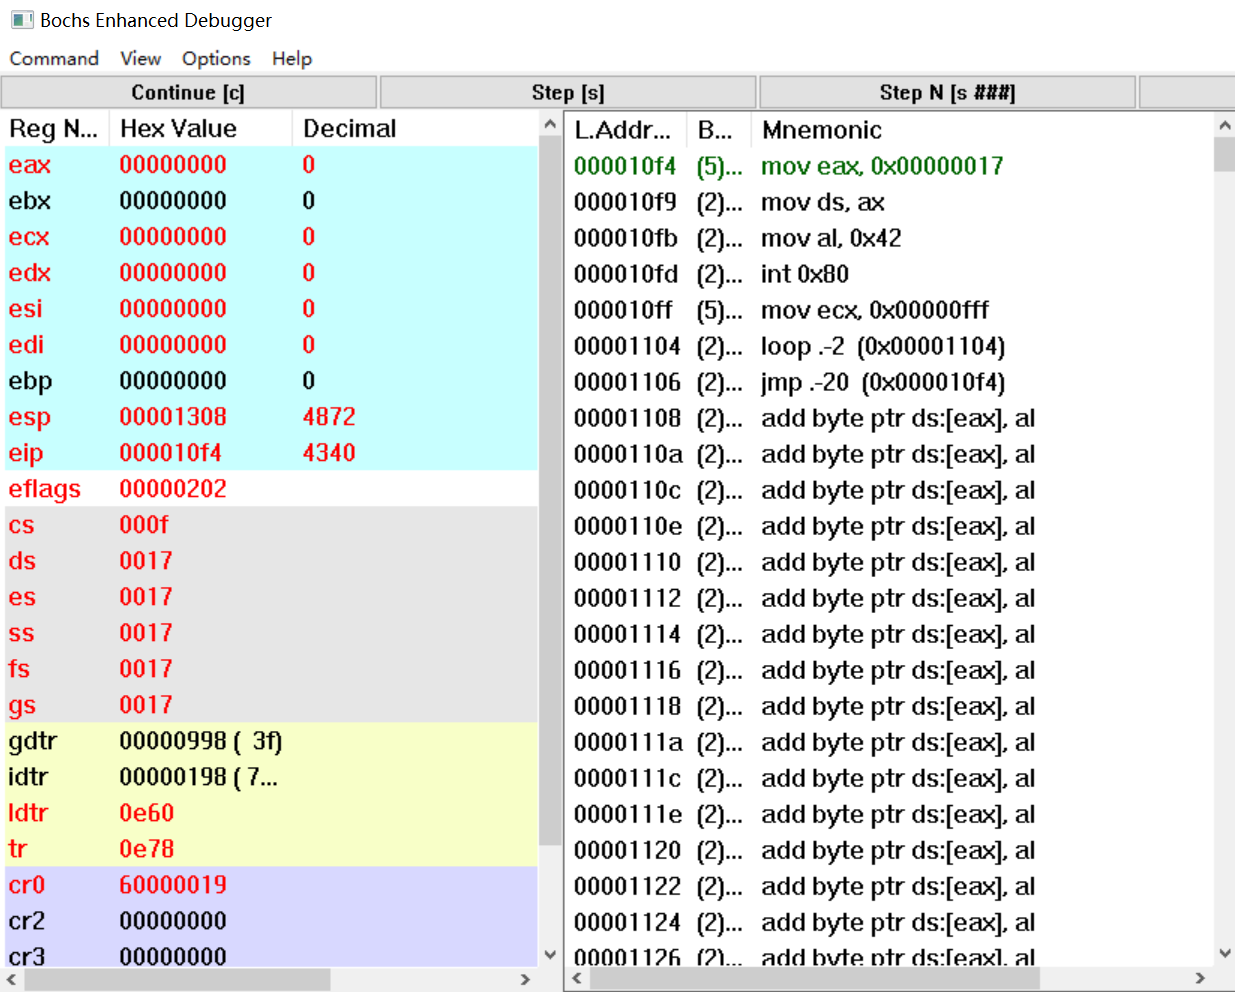 Bochs Enhanced Debugger
Command View Options Help
Continue [c] Step [s] Step N [s ###]
Reg N... Hex Value Decimal
eax 00000000 0
ebx 00000000 0
ecx 00000000 0
edx 00000000 0
esi 00000000 0
edi 00000000 0
ebp 00000000 0
esp 00001308 4872
eip 000010f4 4340
eflags 00000202
cs 000f
ds 0017
es 0017
ss 0017
fs 0017
gs 0017
gdtr 00000998 ( 3f)
idtr 00000198 ( 7...
ldtr 0e60
tr 0e78
cr0 60000019
cr2 00000000
cr3 00000000
L.Addr... B... Mnemonic
000010f4 (5)... mov eax, 0x00000017
000010f9 (2)... mov ds, ax
000010fb (2)... mov al, 0x42
000010fd (2)... int 0x80
000010ff (5)... mov ecx, 0x00000fff
00001104 (2)... loop .-2 (0x00001104)
00001106 (2)... jmp .-20 (0x000010f4)
00001108 (2)... add byte ptr ds:[eax], al
0000110a (2)... add byte ptr ds:[eax], al
0000110c (2)... add byte ptr ds:[eax], al
0000110e (2)... add byte ptr ds:[eax], al
00001110 (2)... add byte ptr ds:[eax], al
00001112 (2)... add byte ptr ds:[eax], al
00001114 (2)... add byte ptr ds:[eax], al
00001116 (2)... add byte ptr ds:[eax], al
00001118 (2)... add byte ptr ds:[eax], al
0000111a (2)... add byte ptr ds:[eax], al
0000111c (2)... add byte ptr ds:[eax], al
0000111e (2)... add byte ptr ds:[eax], al
00001120 (2)... add byte ptr ds:[eax], al
00001122 (2)... add byte ptr ds:[eax], al
00001124 (2)... add byte ptr ds:[eax], al
00001126 (2)... add byte ptr ds:[eax], al